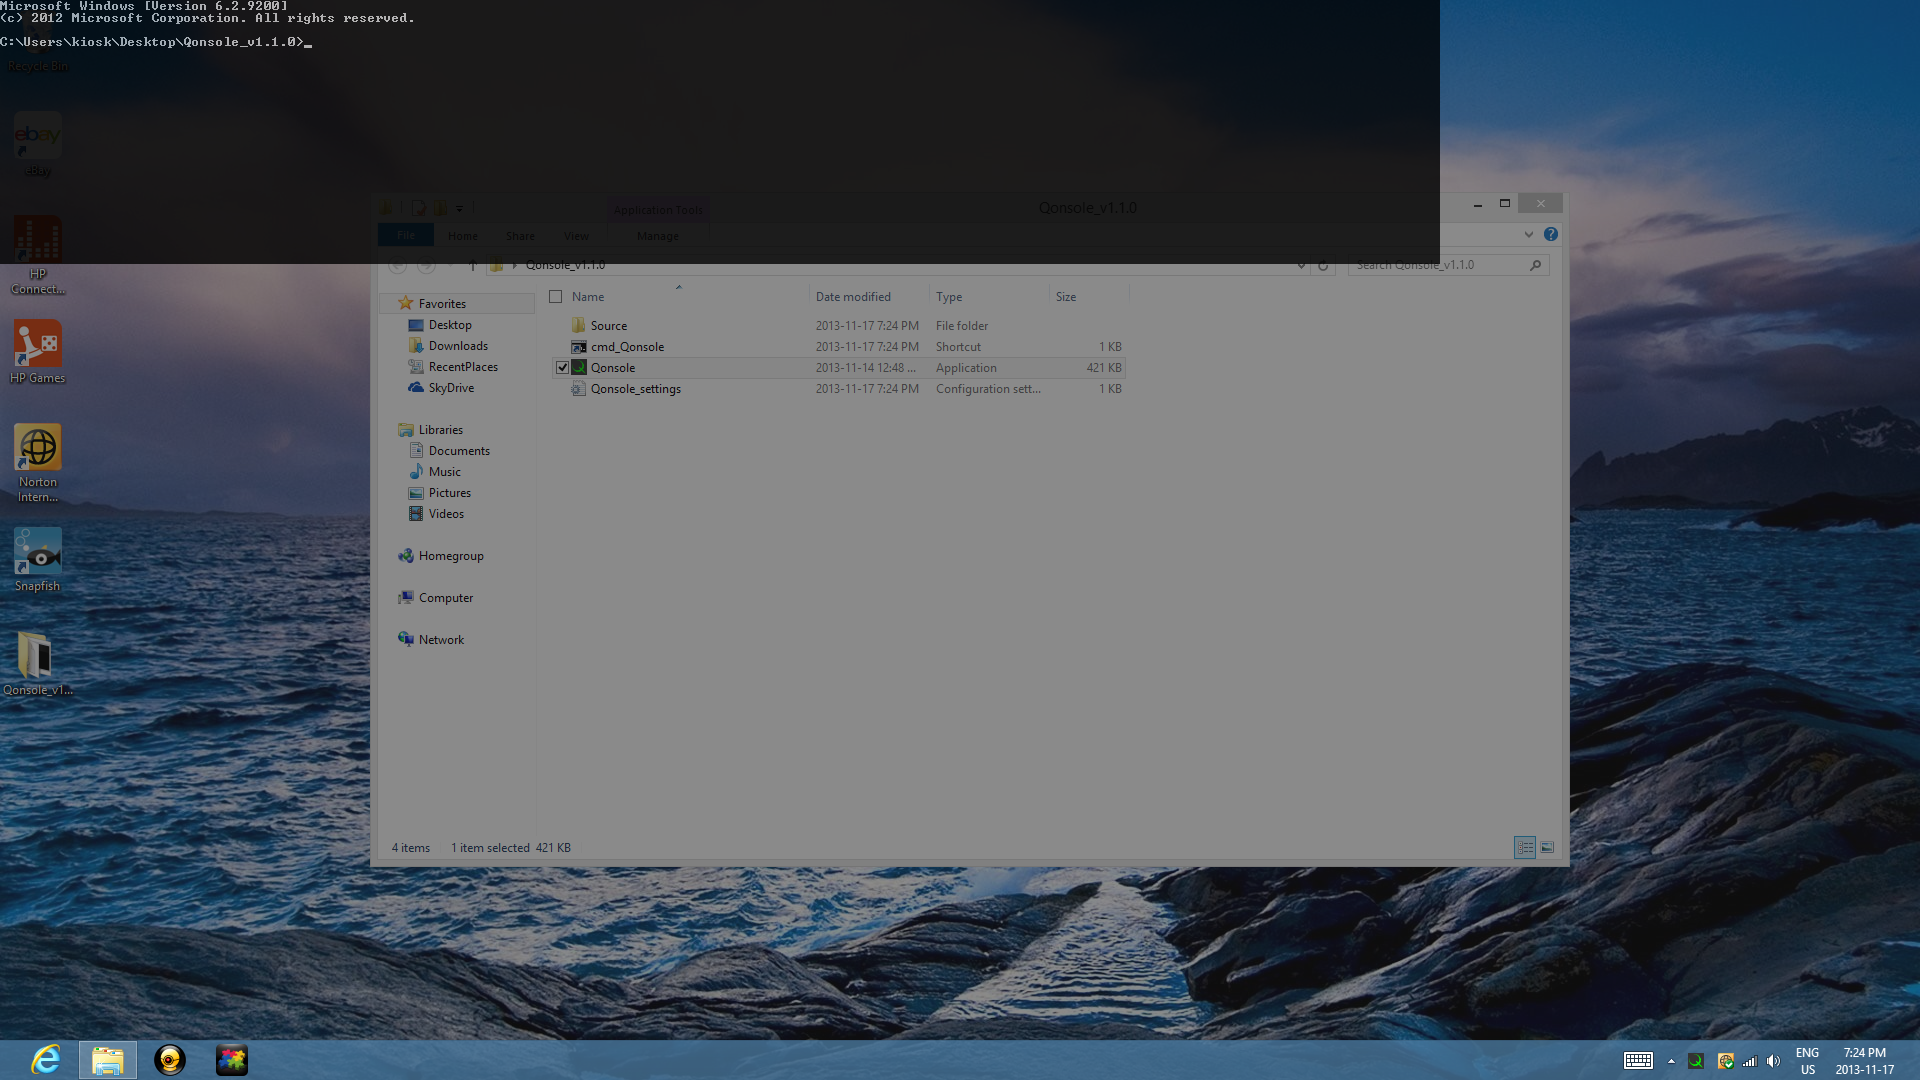 Microsoft Windows [Version 6.2.9200]
(c) 2012 Microsoft Corporation. All rights reserved.
C:\Users\kiosk\Desktop\Qonsole_v1.1.0>_
Recycle Bin
ebay
eBay
HP
Connect...
HP Games
Norton
Intern...
Snapfish
Qonsole_v1...
Application Tools
Qonsole_v1.1.0
File
Home
Share
View
Manage
Qonsole_v1.1.0
Search Qonsole_v1.1.0
Favorites
Desktop
Downloads
RecentPlaces
SkyDrive
Libraries
Documents
Music
Pictures
Videos
Homegroup
Computer
Network
Name Date modified Type Size
Source 2013-11-17 7:24 PM File folder
cmd_Qonsole 2013-11-17 7:24 PM Shortcut 1 KB
Qonsole 2013-11-14 12:48 ... Application 421 KB
Qonsole_settings 2013-11-17 7:24 PM Configuration sett... 1 KB
4 items 1 item selected 421 KB
ENG
US
7:24 PM
2013-11-17